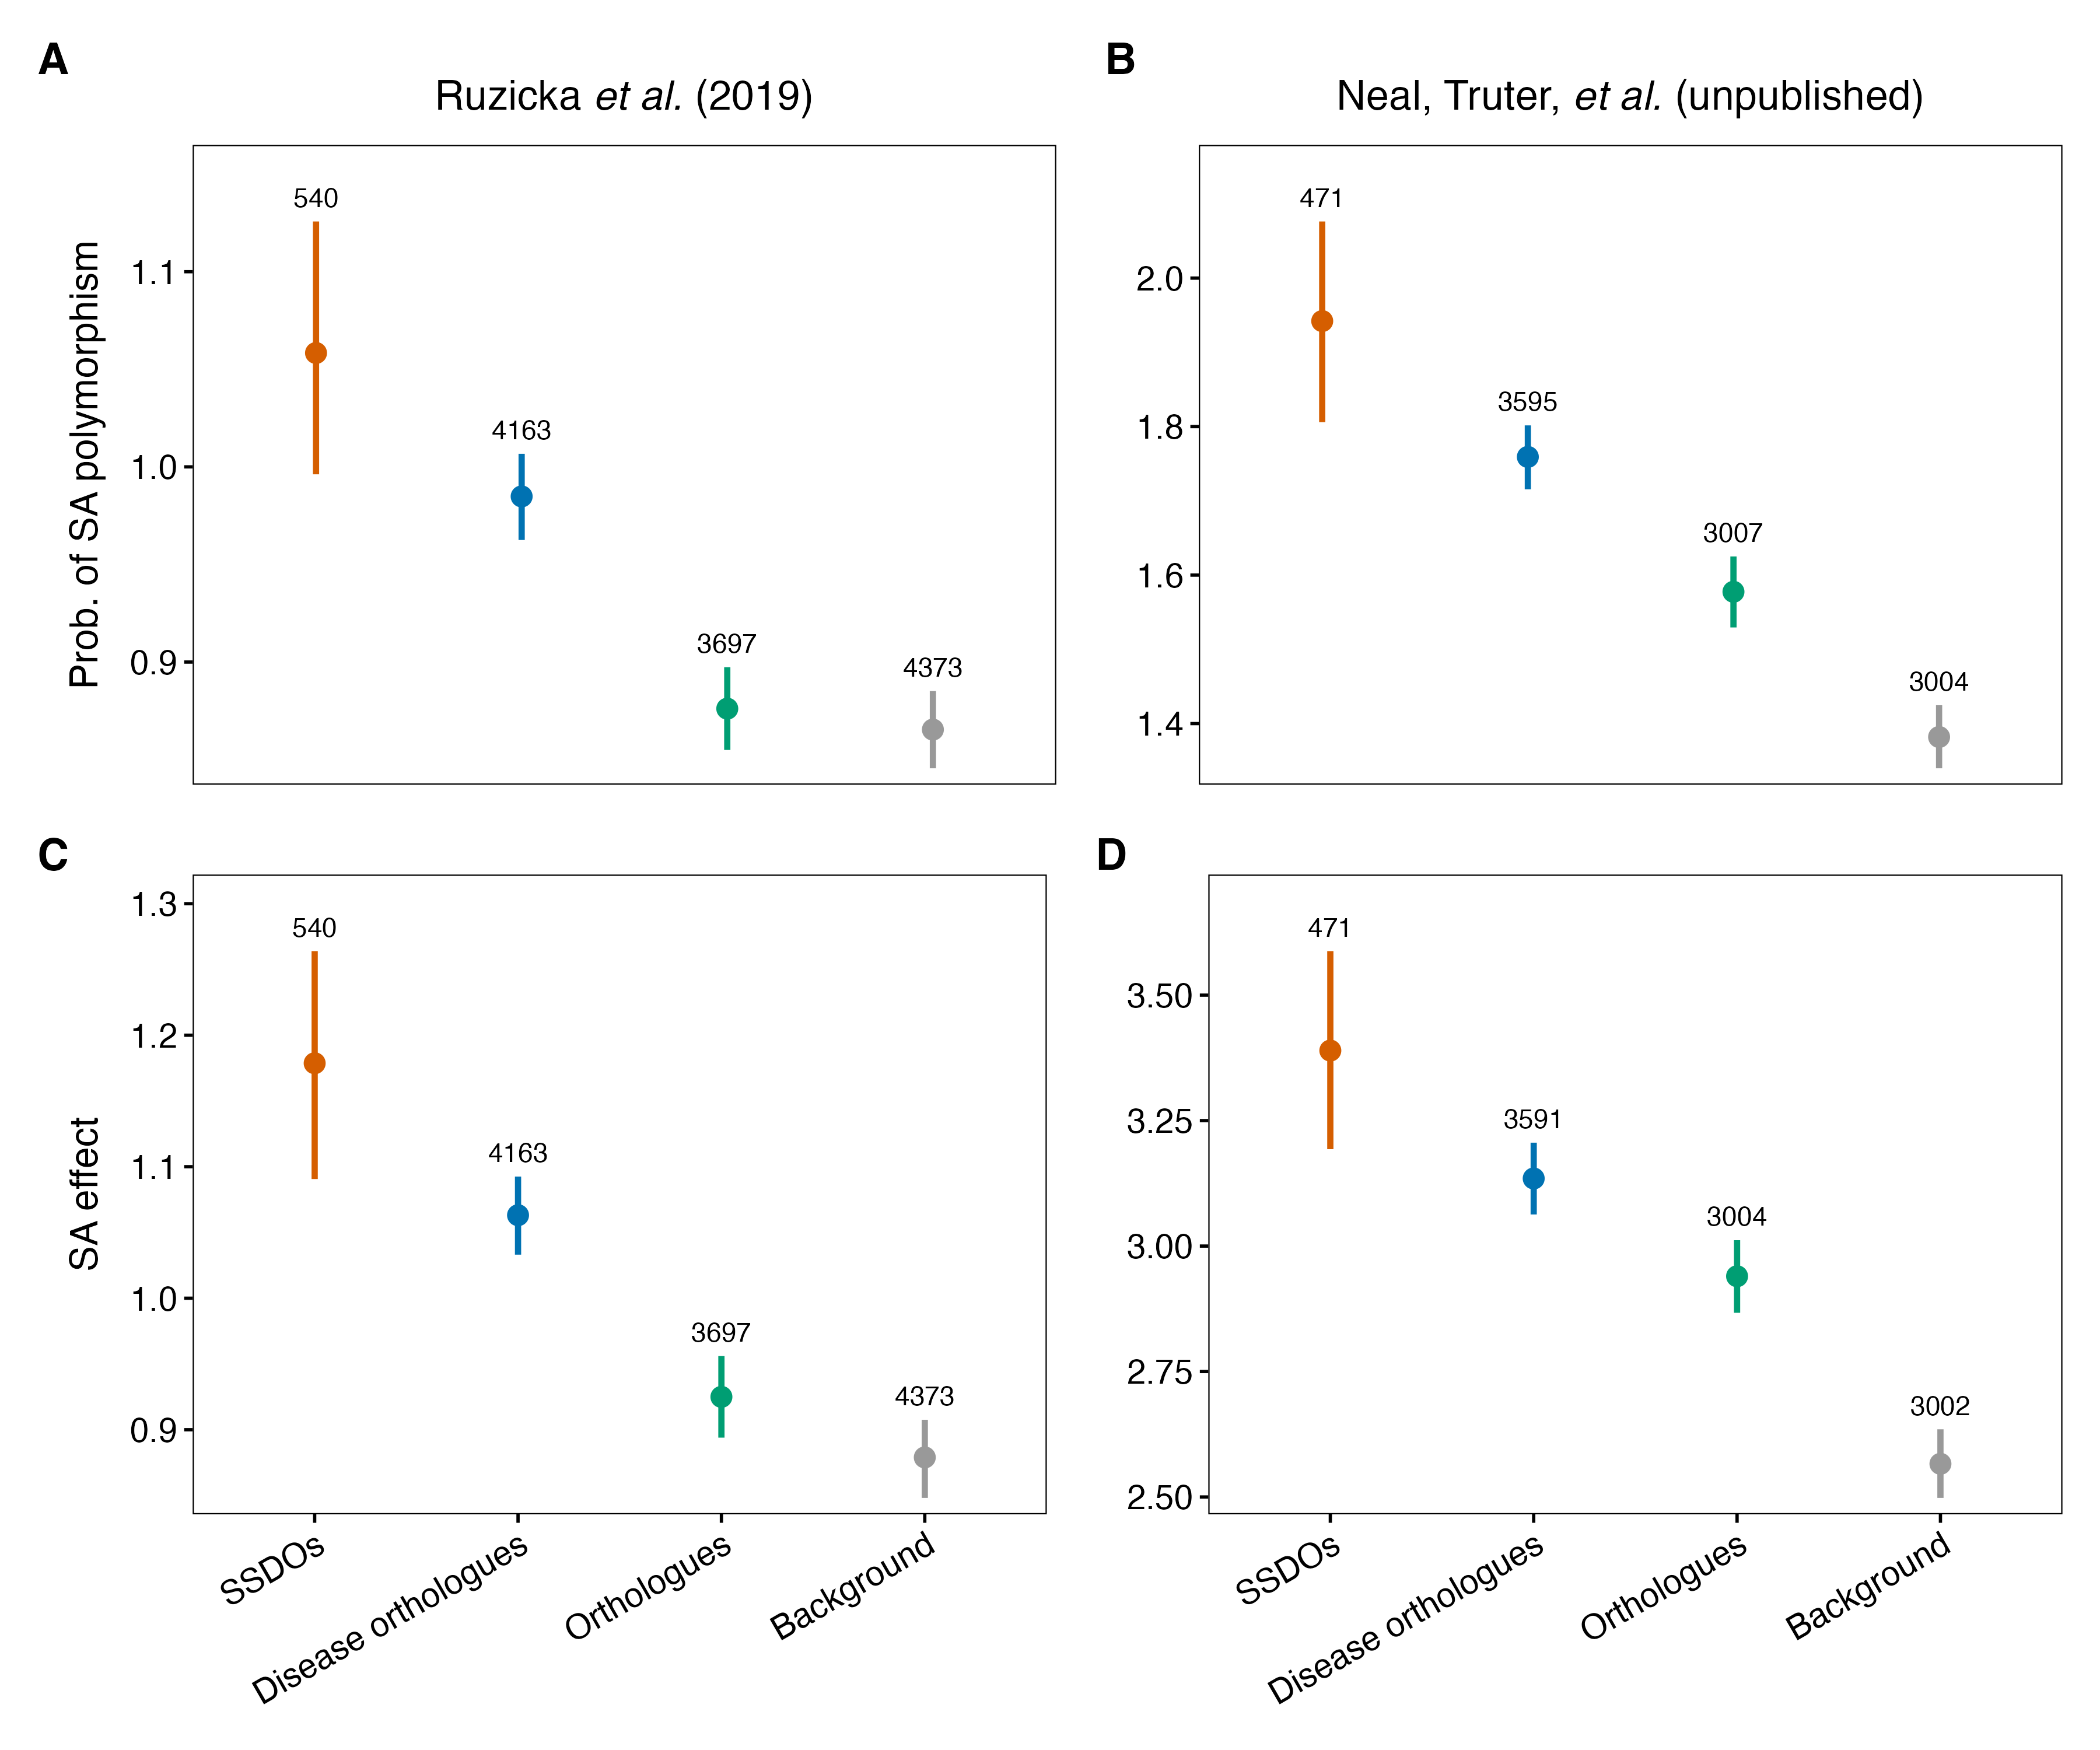 A
Ruzicka et al. (2019)
Prob. of SA polymorphism
1.1
1.0
0.9
540
4163
3697
4373
B
Neal, Truter, et al. (unpublished)
2.0
1.8
1.6
1.4
471
3595
3007
3004
C
SA effect
1.3
1.2
1.1
1.0
0.9
540
4163
3697
4373
SSDOs
Disease orthologues
Orthologues
Background
D
3.50
3.25
3.00
2.75
2.50
471
3591
3004
3002
SSDOs
Disease orthologues
Orthologues
Background